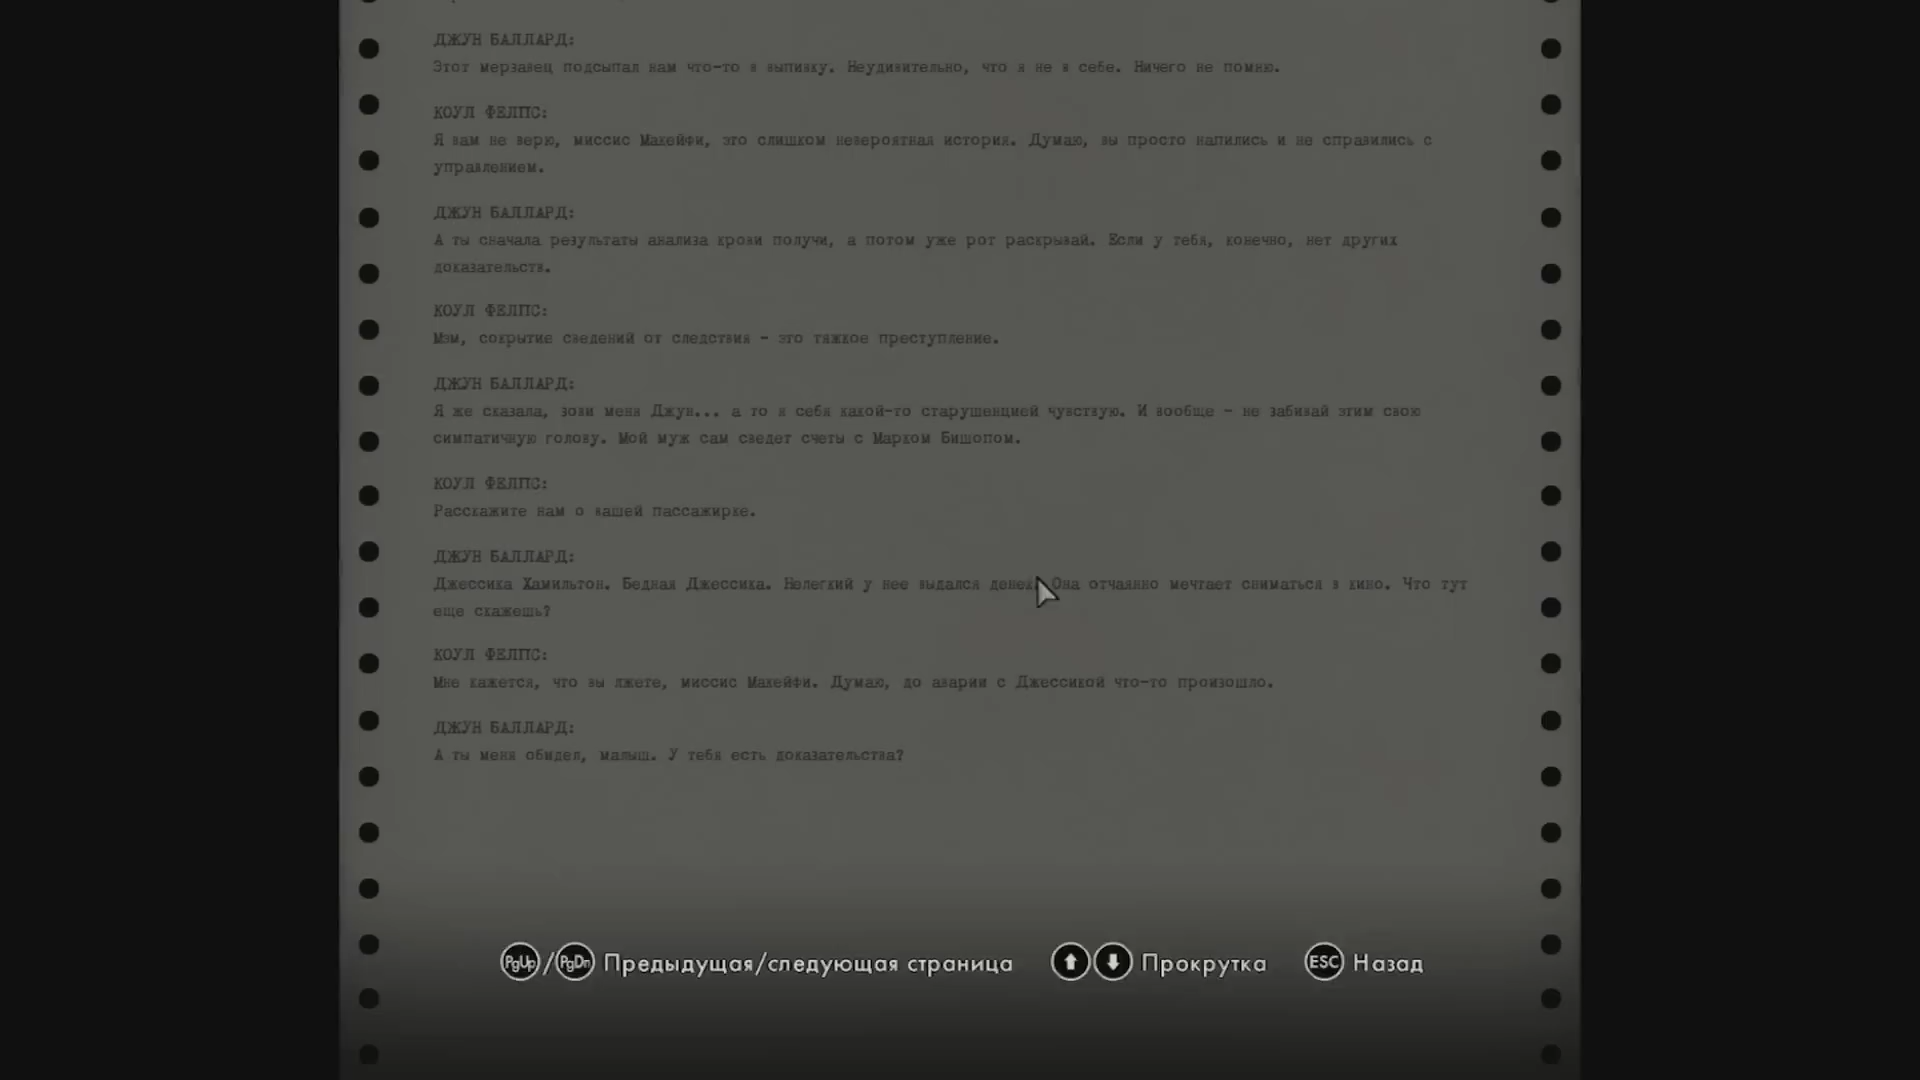 ДЖУН БАЛЛАРД:
Этот мерзавец подсыпал нам что-то в выпивку. Неудивительно, что я не в себе. Ничего не помню.
КОУЛ ФЕЛПС:
Я вам не верю, миссис Макейфи, это слишком невероятная история. Думаю, вы просто напились и не справились с
управлением.
ДЖУН БАЛЛАРД:
А ты сначала результаты анализа крови получи, а потом уже рот раскрывай. Если у тебя, конечно, нет других
доказательств.
КОУЛ ФЕЛПС:
Мэм, сокрытие сведений от следствия - это тяжкое преступление.
ДЖУН БАЛЛАРД:
Я же сказала, зови меня Джун... а то я себя какой-то старушенцией чувствую. И вообще - не забивай этим свою
симпатичную голову. Мой муж сам сведет счеты с Марком Бишопом.
КОУЛ ФЕЛПС:
Расскажите нам о вашей пассажирке.
ДЖУН БАЛЛАРД:
Джессика Хамильтон. Бедная Джессика. Нелегкий у нее выдался денек. Она отчаянно мечтает сниматься в кино. Что тут
еще скажешь?
КОУЛ ФЕЛПС:
Мне кажется, что вы лжете, миссис Макейфи. Думаю, до аварии с Джессикой что-то произошло.
ДЖУН БАЛЛАРД:
А ты меня обидел, малыш. У тебя есть доказательства?
PgUp/PgDn Предыдущая/следующая страница Прокрутка ESC Назад